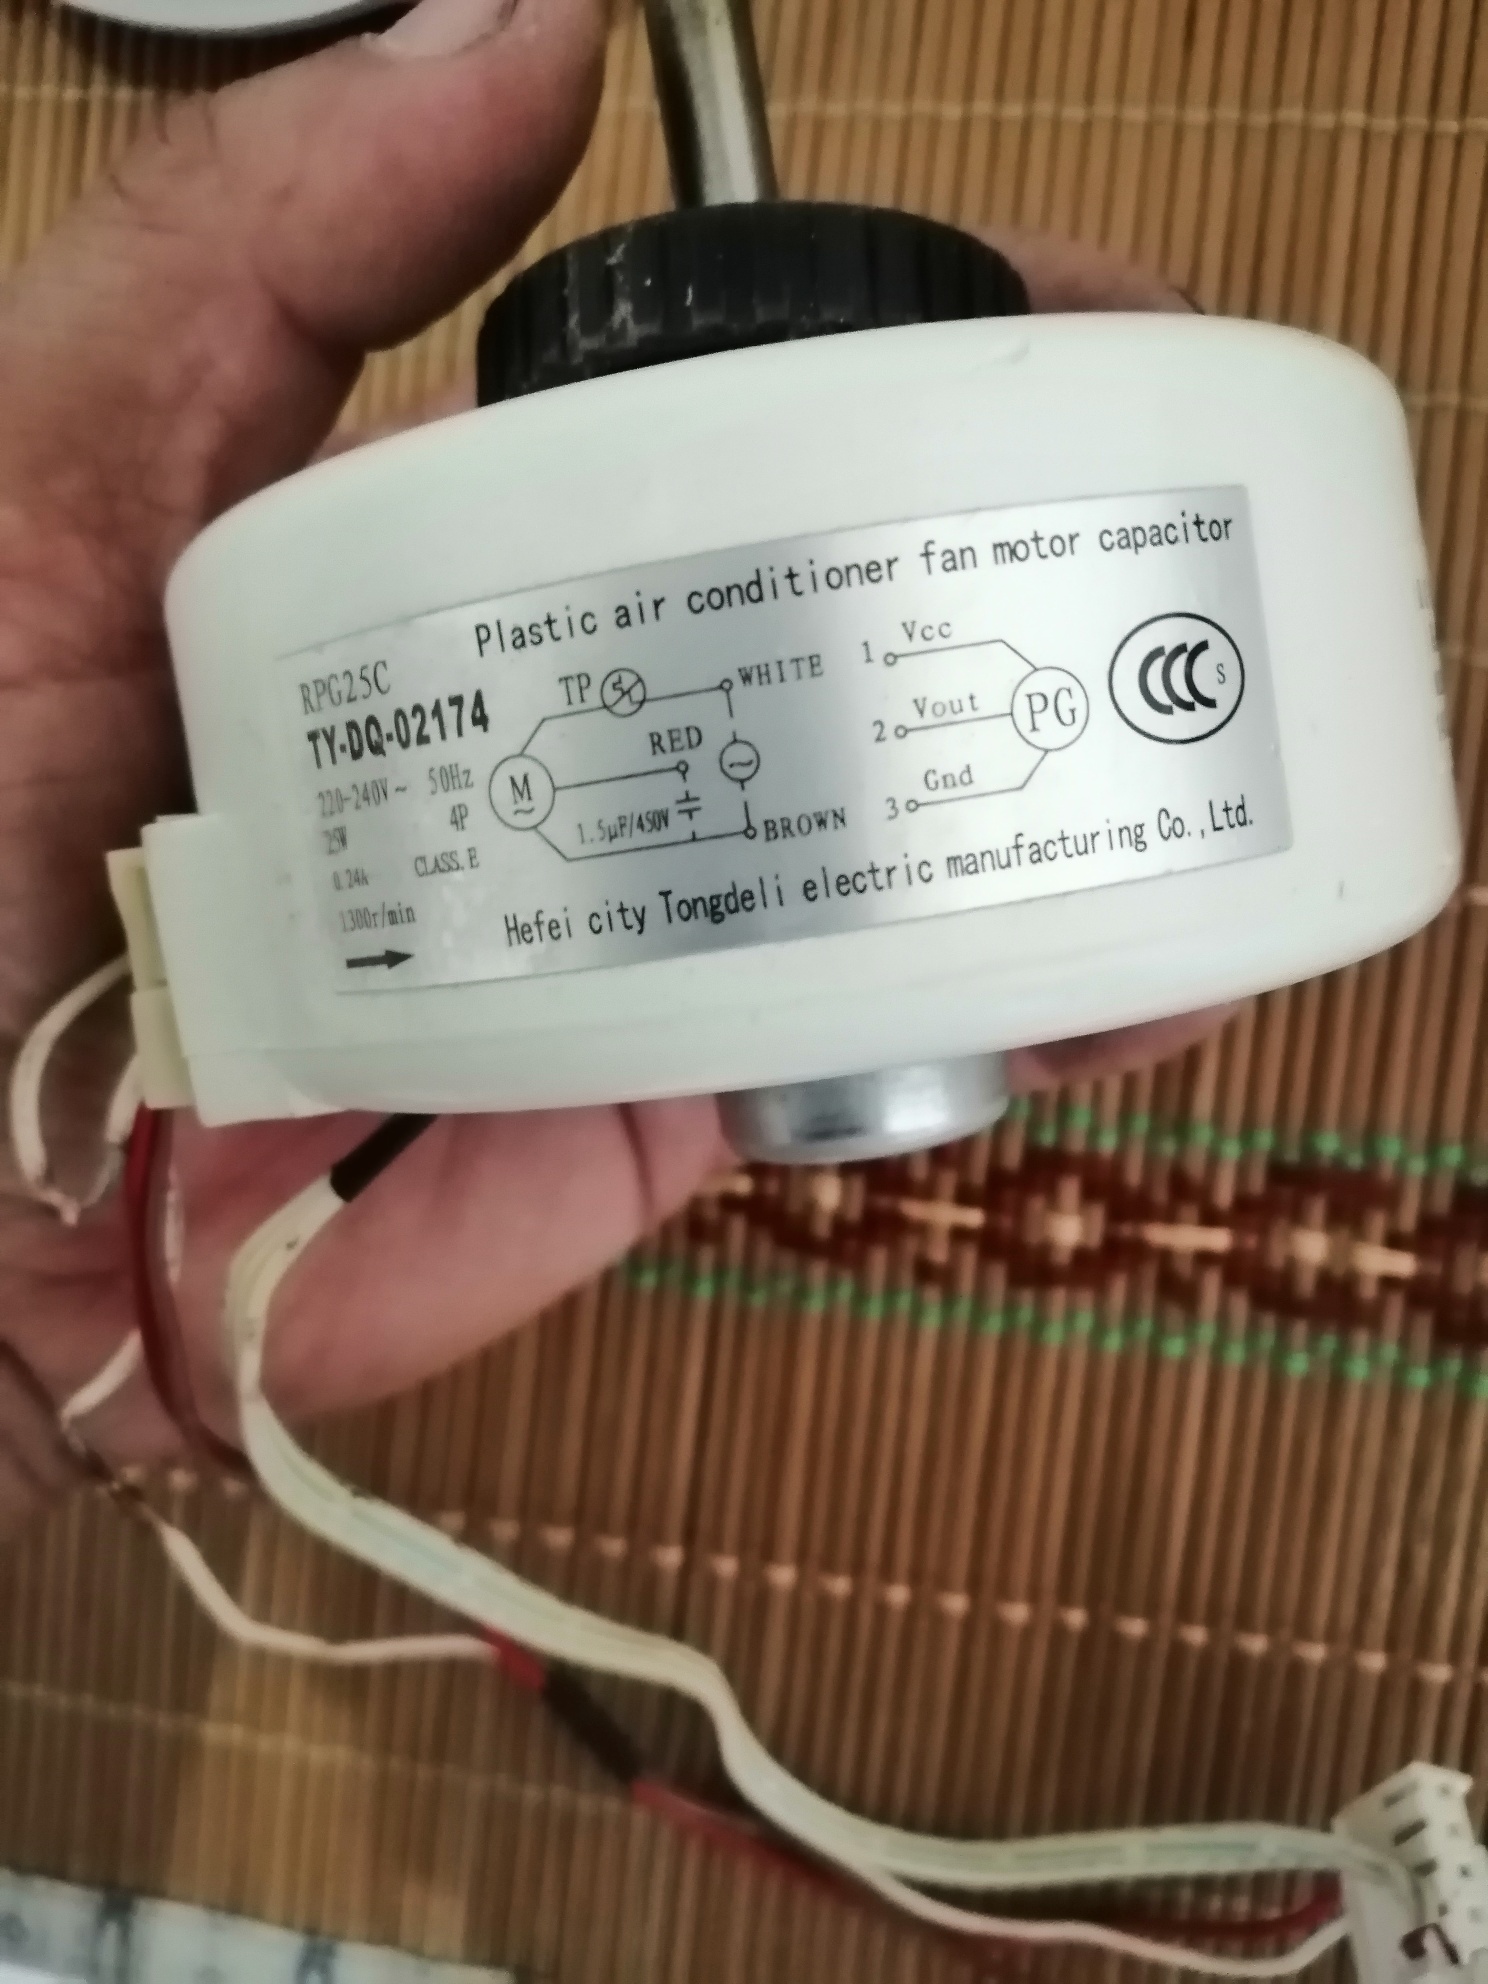 Plastic air conditioner fan motor capacitor
RPG25C
TY-DQ-02174
220-240V~ 50Hz
25W 4P
0.24A CLASS.E
1300r/min
TP
WHITE
RED
M
~
~
1.5μF/450V
BROWN
1 Vcc
2 Vout
3 Gnd
PG
CCC S
Hefei city Tongdeli electric manufacturing Co.,Ltd.